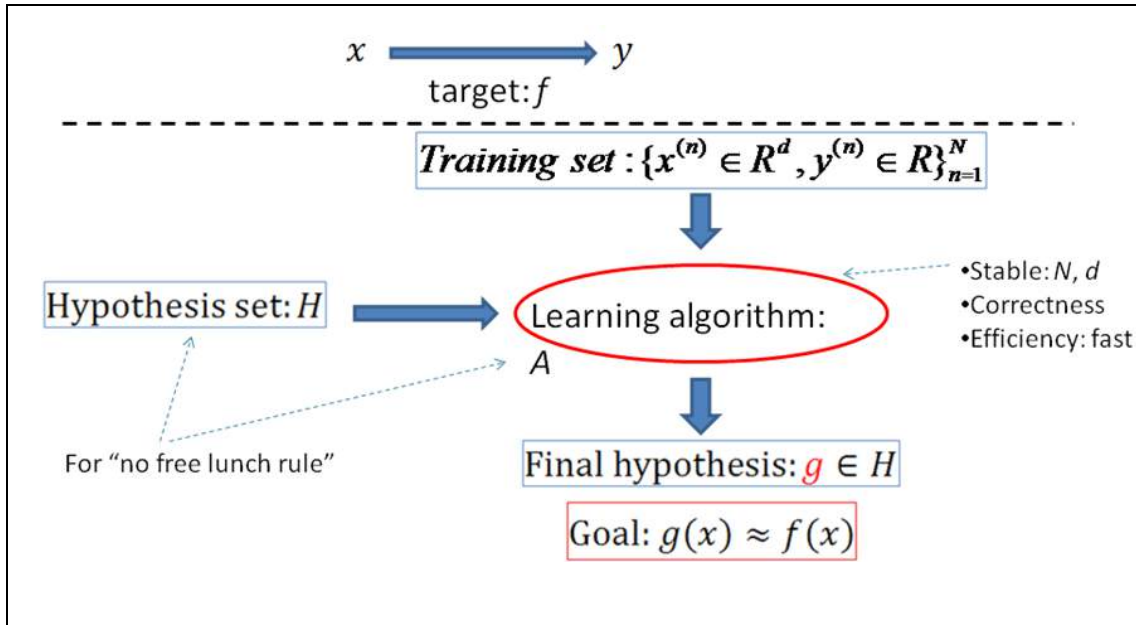 x y
target: f
Training set : {x^(n) ∈ R^d, y^(n) ∈ R}_{n=1}^N
•Stable: N, d
•Correctness
•Efficiency: fast
Hypothesis set: H
Learning algorithm:
A
For “no free lunch rule”
Final hypothesis: g ∈ H
Goal: g(x) ≈ f(x)